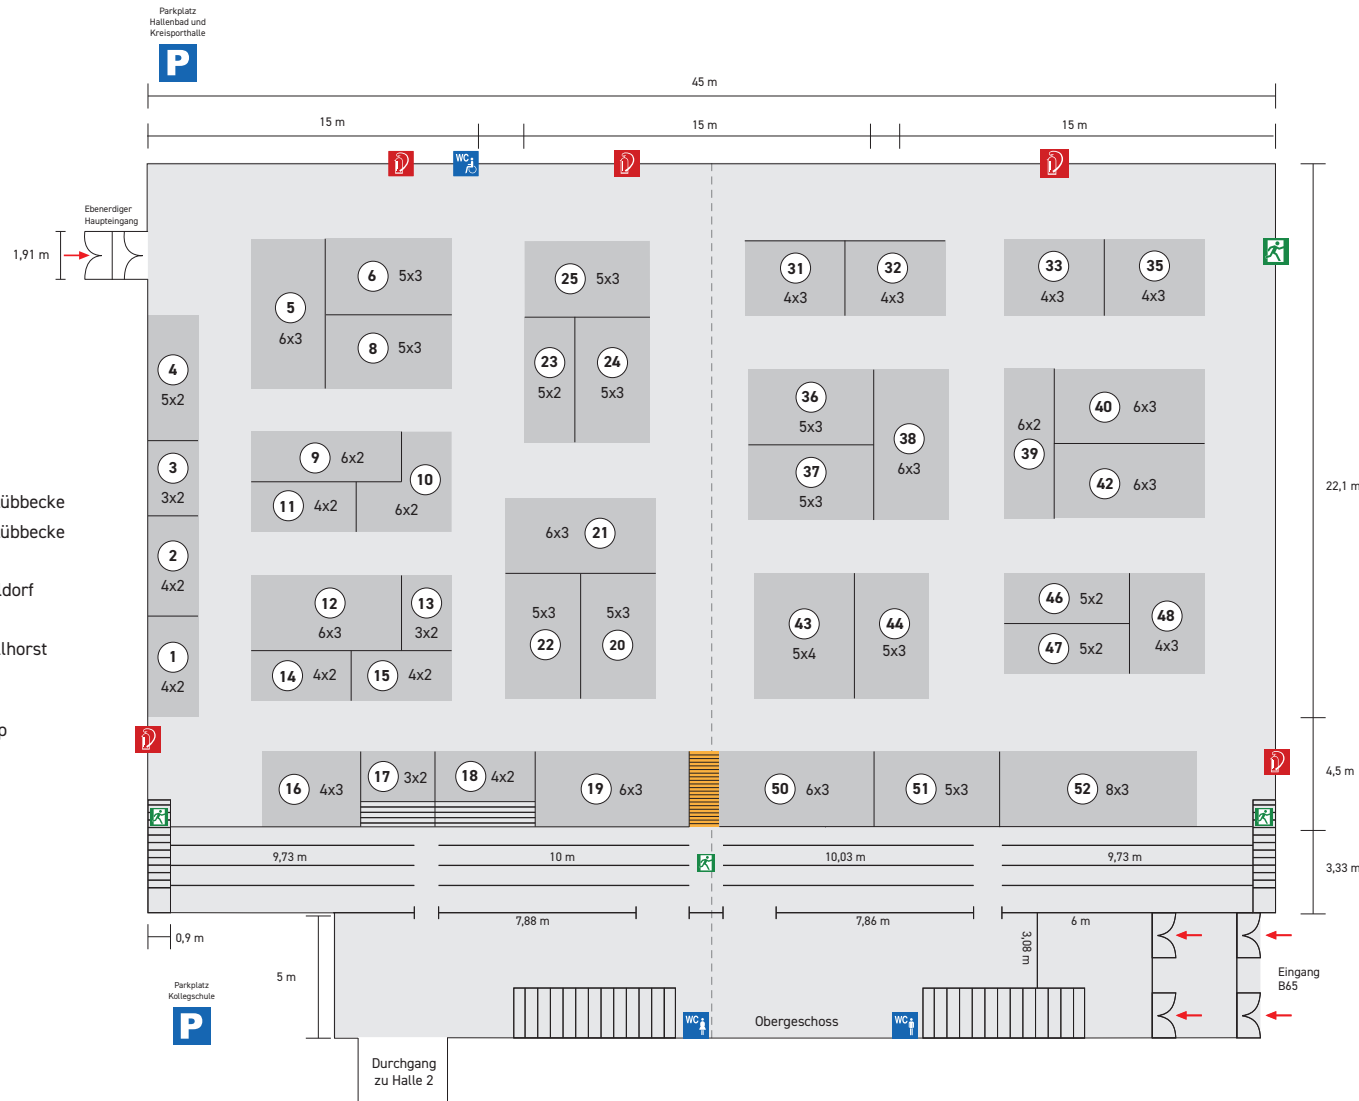 Parkplatz
Hallenbad und
Kreissporthalle
P
45 m
15 m
15 m
15 m
WC
Ebenerdiger
Haupteingang
1,91 m
5
6x3
6 5x3
8 5x3
25 5x3
23
5x2
24
5x3
31
4x3
32
4x3
33
4x3
35
4x3
4
5x2
3
3x2
2
4x2
1
4x2
9 6x2
10
6x2
11 4x2
36
5x3
37
5x3
38
6x3
6x2
39
40 6x3
42 6x3
22,1 m
übbecke
übbecke
ldorf
lhorst
p
12
6x3
13
3x2
14 4x2
15 4x2
6x3 21
5x3
22
5x3
20
43
5x4
44
5x3
46 5x2
47 5x2
48
4x3
16 4x3
17 3x2
18 4x2
19 6x3
50 6x3
51 5x3
52 8x3
4,5 m
9,73 m
10 m
10,03 m
9,73 m
3,33 m
7,88 m
7,86 m
6 m
0,9 m
5 m
3,08 m
Eingang
B65
Parkplatz
Kollegschule
P
WC
Obergeschoss
WC
Durchgang
zu Halle 2